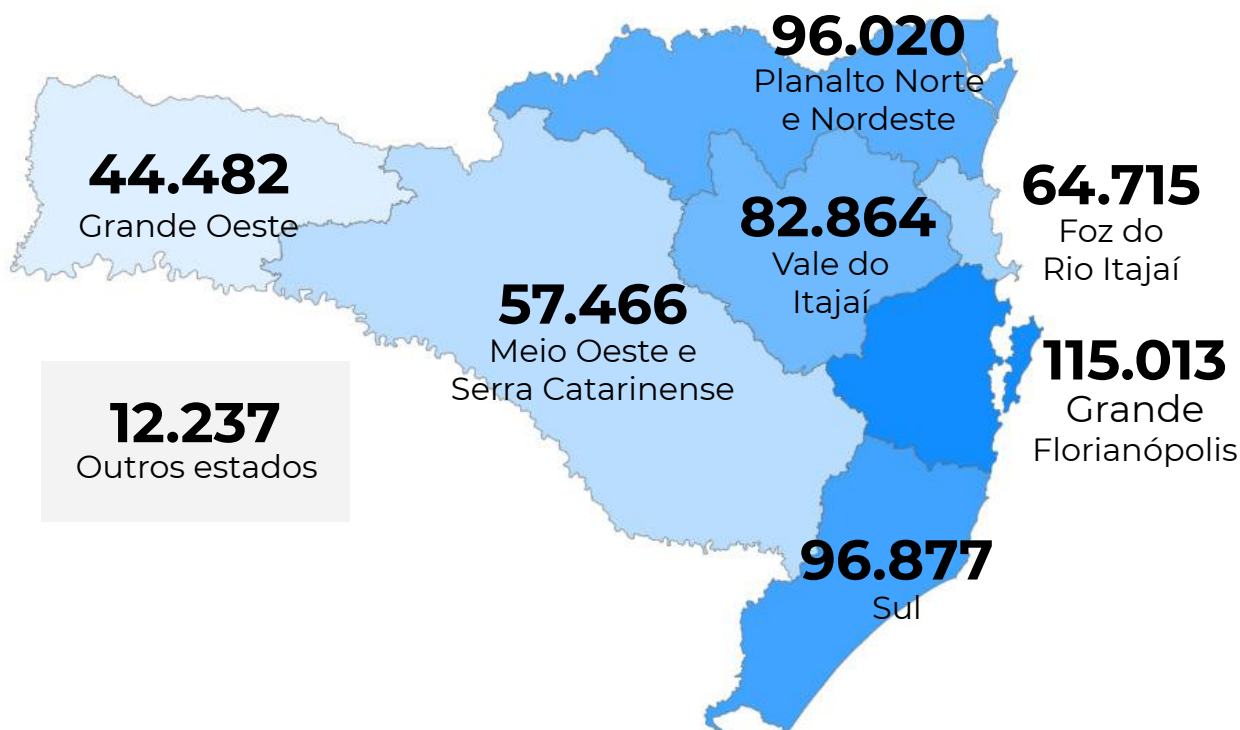 96.020
Planalto Norte
e Nordeste
44.482
Grande Oeste
64.715
Foz do
Rio Itajaí
82.864
Vale do
Itajaí
57.466
Meio Oeste e
Serra Catarinense
115.013
Grande
Florianópolis
12.237
Outros estados
96.877
Sul